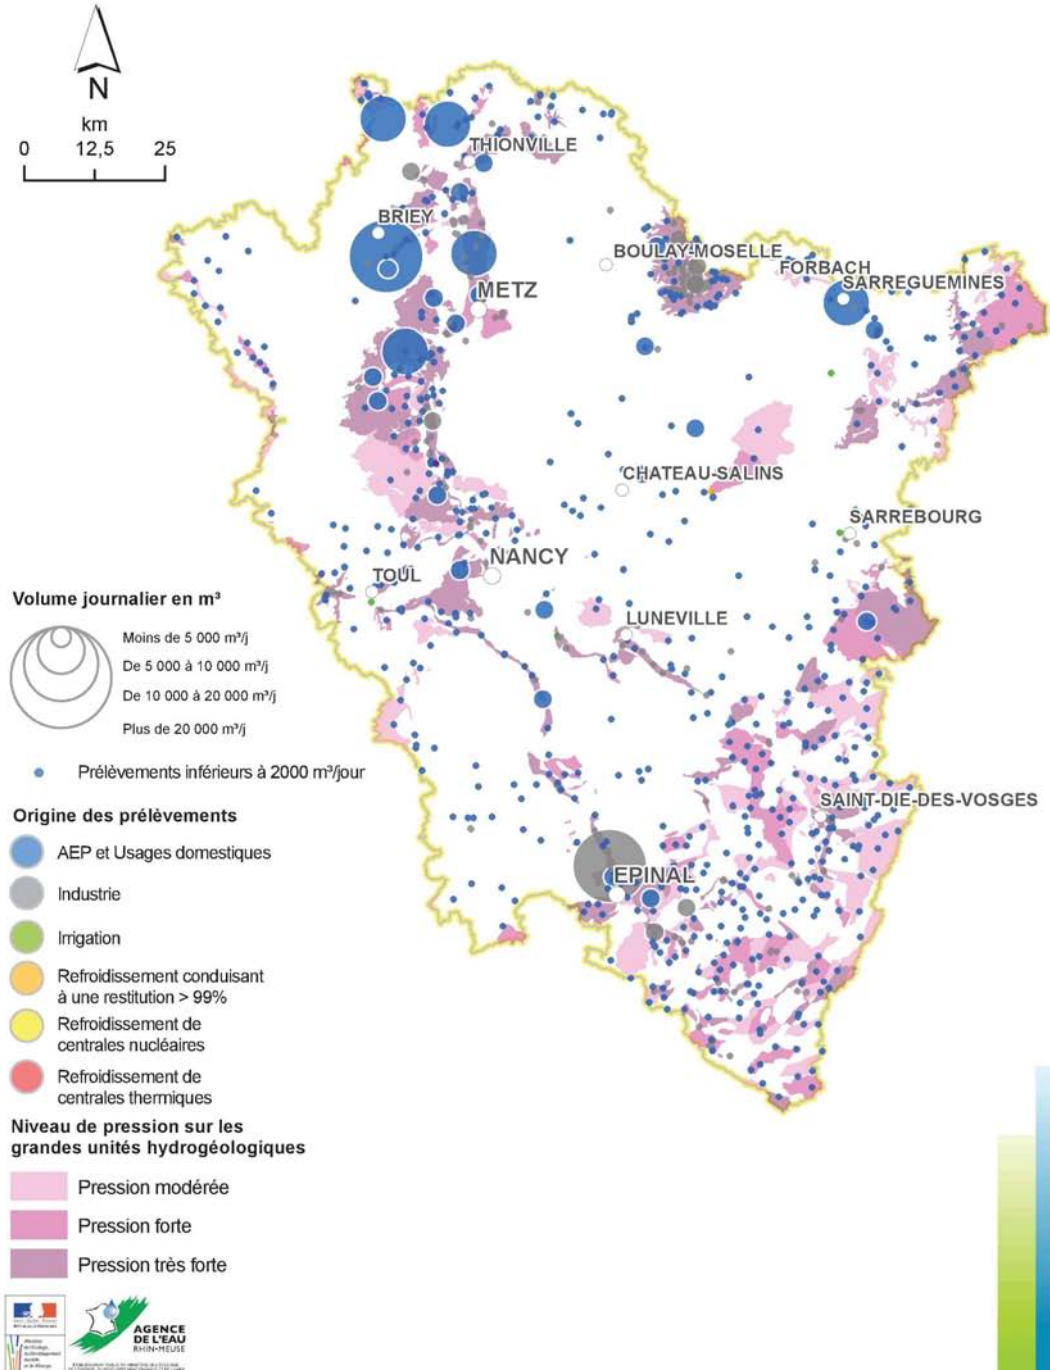 N
km
0 12,5 25
THIONVILLE
BRIEY
BOULAY-MOSELLE
FORBACH
SARREGUEMINES
METZ
CHATEAU-SALINS
SARREBOURG
NANCY
TOUL
LUNEVILLE
SAINT-DIE-DES-VOSGES
EPINAL
Volume journalier en m³
Moins de 5 000 m³/j
De 5 000 à 10 000 m³/j
De 10 000 à 20 000 m³/j
Plus de 20 000 m³/j
Prélèvements inférieurs à 2000 m³/jour
Origine des prélèvements
AEP et Usages domestiques
Industrie
Irrigation
Refroidissement conduisant
à une restitution > 99%
Refroidissement de
centrales nucléaires
Refroidissement de
centrales thermiques
Niveau de pression sur les
grandes unités hydrogéologiques
Pression modérée
Pression forte
Pression très forte
AGENCE
DE L'EAU
RHIN-MEUSE